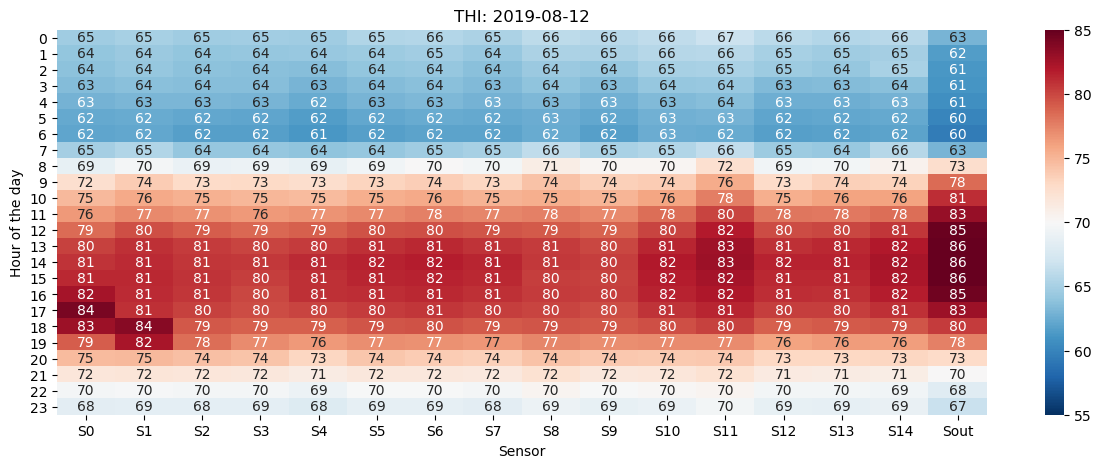 THI: 2019-08-12
Hour of the day
0 65 65 65 65 65 65 66 65 66 66 66 67 66 66 66 63
1 64 64 64 64 64 64 65 64 65 65 66 66 65 65 65 62
2 64 64 64 64 64 64 64 64 64 64 65 65 65 64 65 61
3 63 64 64 64 63 64 64 63 64 63 64 64 63 63 64 61
4 63 63 63 63 62 63 63 63 63 63 63 64 63 63 63 61
5 62 62 62 62 62 62 62 62 63 62 63 63 62 62 62 60
6 62 62 62 62 61 62 62 62 62 62 63 62 62 62 62 60
7 65 65 64 64 64 64 65 65 66 65 65 66 65 64 66 63
8 69 70 69 69 69 69 70 70 71 70 70 72 69 70 71 73
9 72 74 73 73 73 73 74 73 74 74 74 76 73 74 74 78
10 75 76 75 75 75 75 76 75 75 75 76 78 75 76 76 81
11 76 77 77 76 77 77 78 77 78 77 78 80 78 78 78 83
12 79 80 79 79 79 80 80 79 79 79 80 82 80 80 81 85
13 80 81 81 80 80 81 81 81 81 80 81 83 81 81 82 86
14 81 81 81 81 81 82 82 82 81 80 82 83 82 81 82 86
15 81 81 81 80 81 81 82 81 80 80 82 82 81 81 82 86
16 82 81 81 80 81 81 81 81 80 80 82 82 81 81 82 85
17 84 81 80 80 80 80 81 80 80 80 81 81 80 80 81 83
18 83 84 79 79 79 79 80 79 79 79 80 80 79 79 79 80
19 79 82 78 77 76 77 77 77 77 77 77 77 76 76 76 78
20 75 75 74 74 73 74 74 74 74 74 74 74 73 73 73 73
21 72 72 72 72 71 72 72 72 72 72 72 72 71 71 71 70
22 70 70 70 70 69 70 70 70 70 70 70 70 70 70 69 68
23 68 69 68 69 68 69 69 68 69 69 69 70 69 69 69 67
S0 S1 S2 S3 S4 S5 S6 S7 S8 S9 S10 S11 S12 S13 S14 Sout
Sensor
85
80
75
70
65
60
55